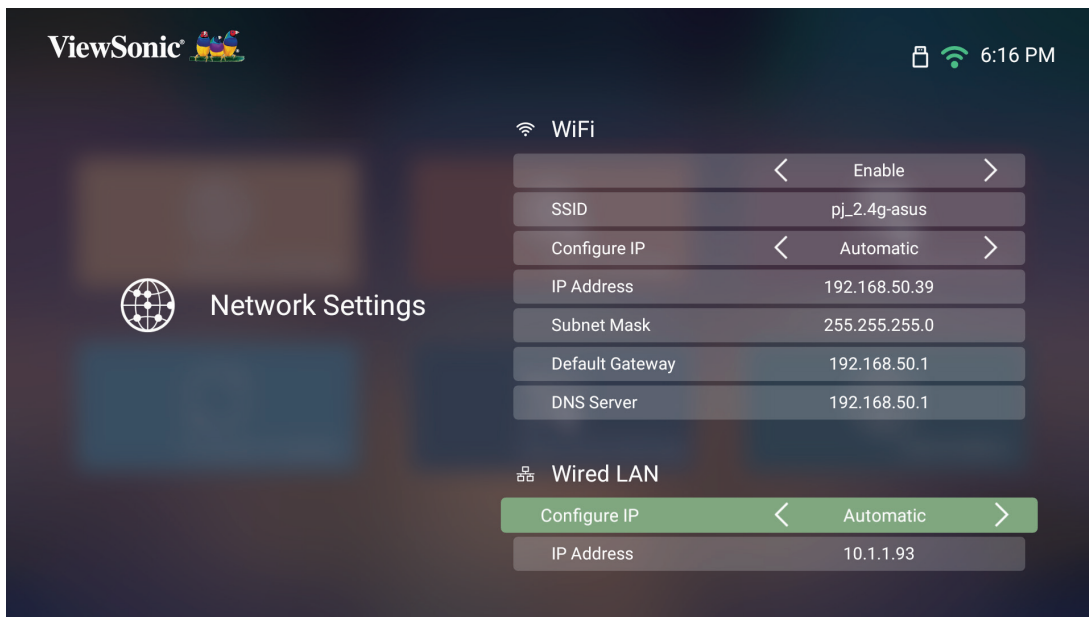 ViewSonic®
6:16 PM
WiFi
Enable
SSID pj_2.4g-asus
Configure IP Automatic
IP Address 192.168.50.39
Subnet Mask 255.255.255.0
Default Gateway 192.168.50.1
DNS Server 192.168.50.1
Network Settings
Wired LAN
Configure IP Automatic
IP Address 10.1.1.93